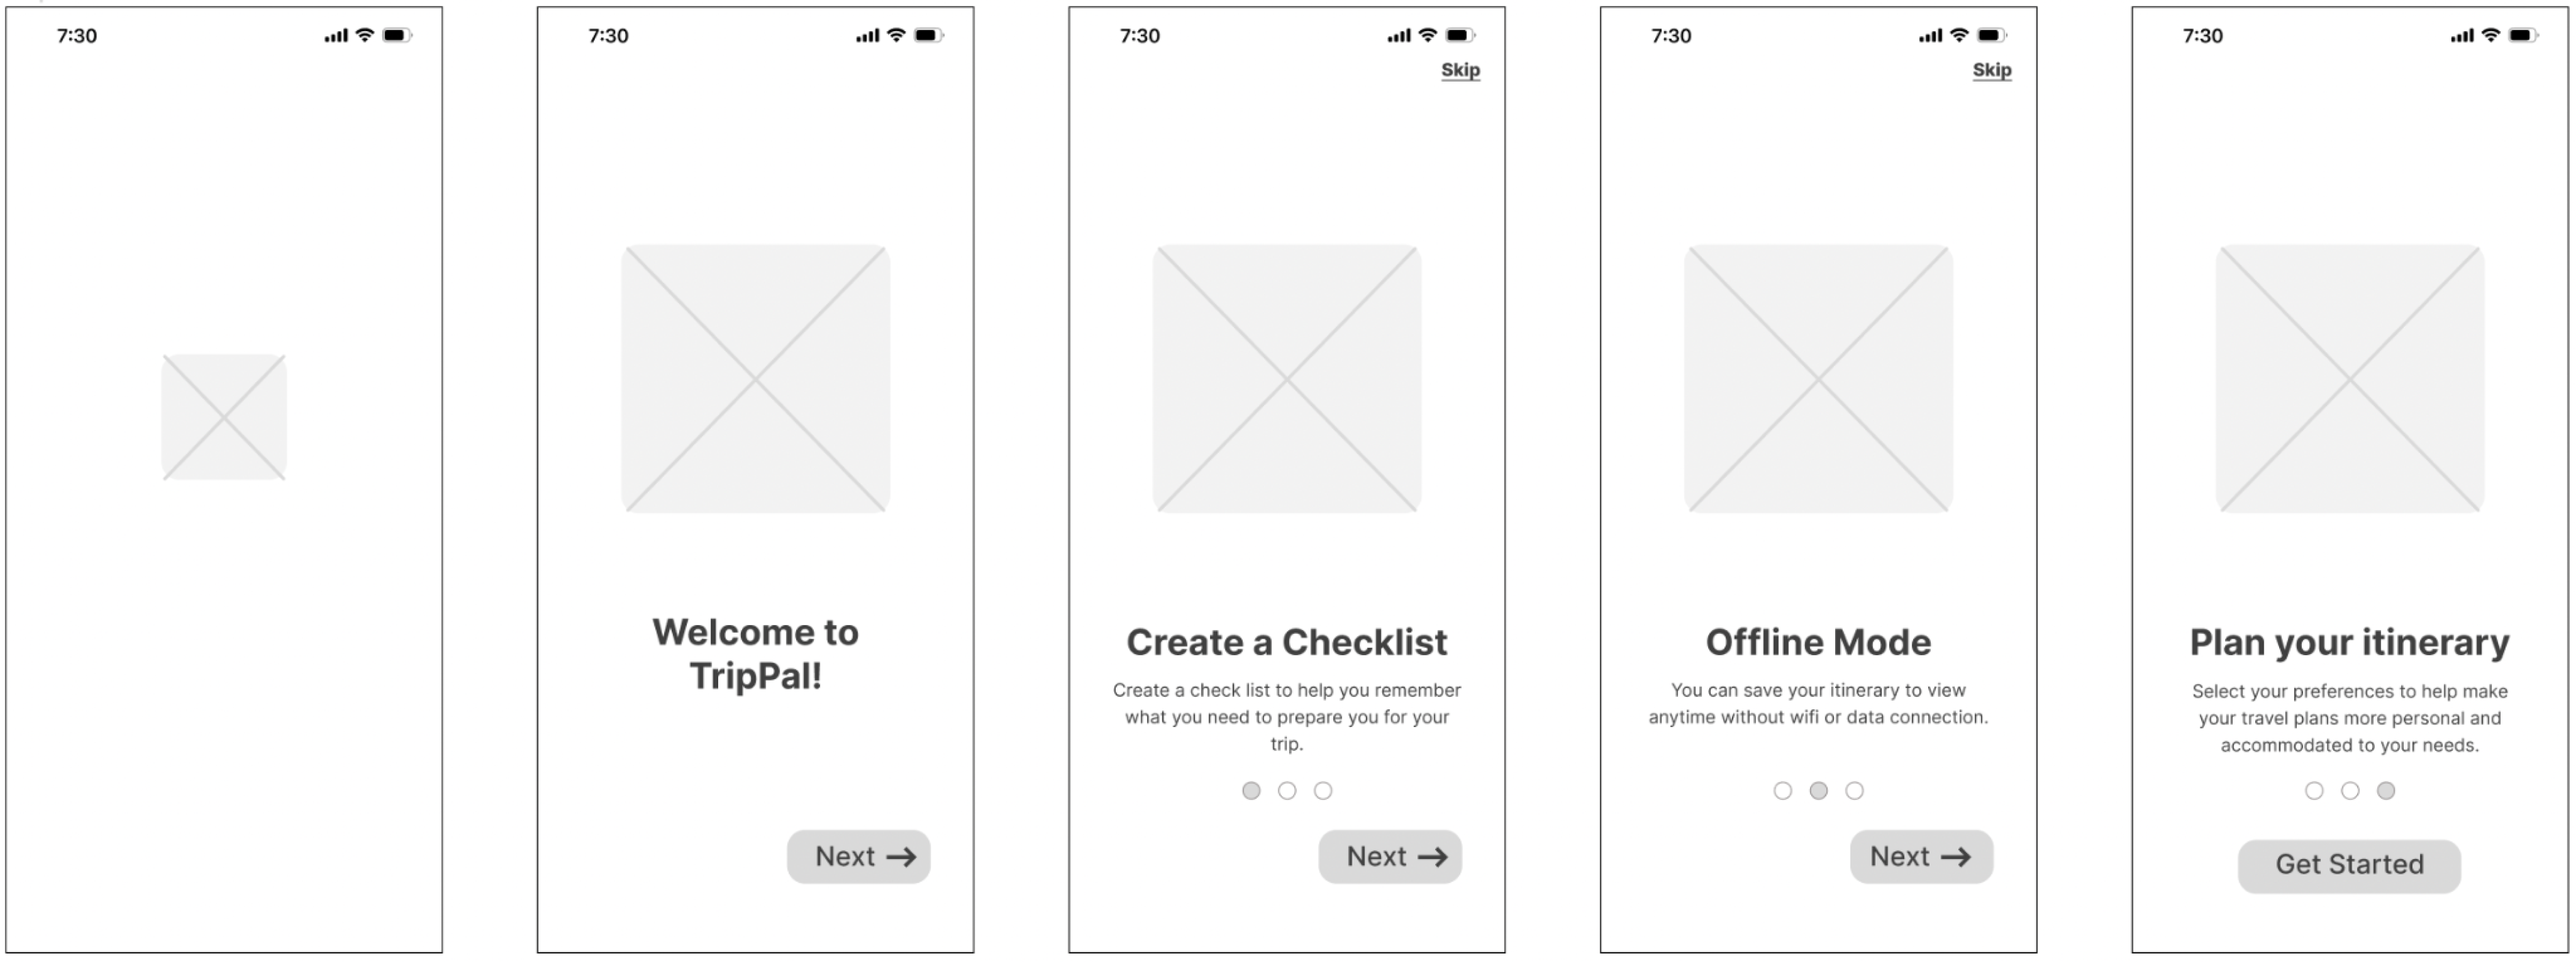 7:30
7:30
Welcome to
TripPal!
Next
7:30
Skip
Create a Checklist
Create a check list to help you remember
what you need to prepare you for your
trip.
Next
7:30
Skip
Offline Mode
You can save your itinerary to view
anytime without wifi or data connection.
Next
7:30
Plan your itinerary
Select your preferences to help make
your travel plans more personal and
accommodated to your needs.
Get Started